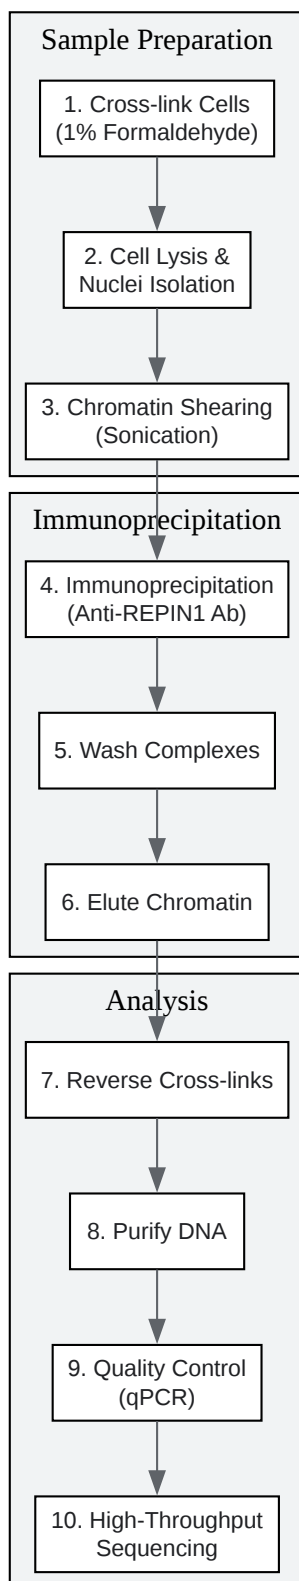 Sample Preparation
1. Cross-link Cells
(1% Formaldehyde)
2. Cell Lysis &
Nuclei Isolation
3. Chromatin Shearing
(Sonication)
Immunoprecipitation
4. Immunoprecipitation
(Anti-REPIN1 Ab)
5. Wash Complexes
6. Elute Chromatin
Analysis
7. Reverse Cross-links
8. Purify DNA
9. Quality Control
(qPCR)
10. High-Throughput
Sequencing